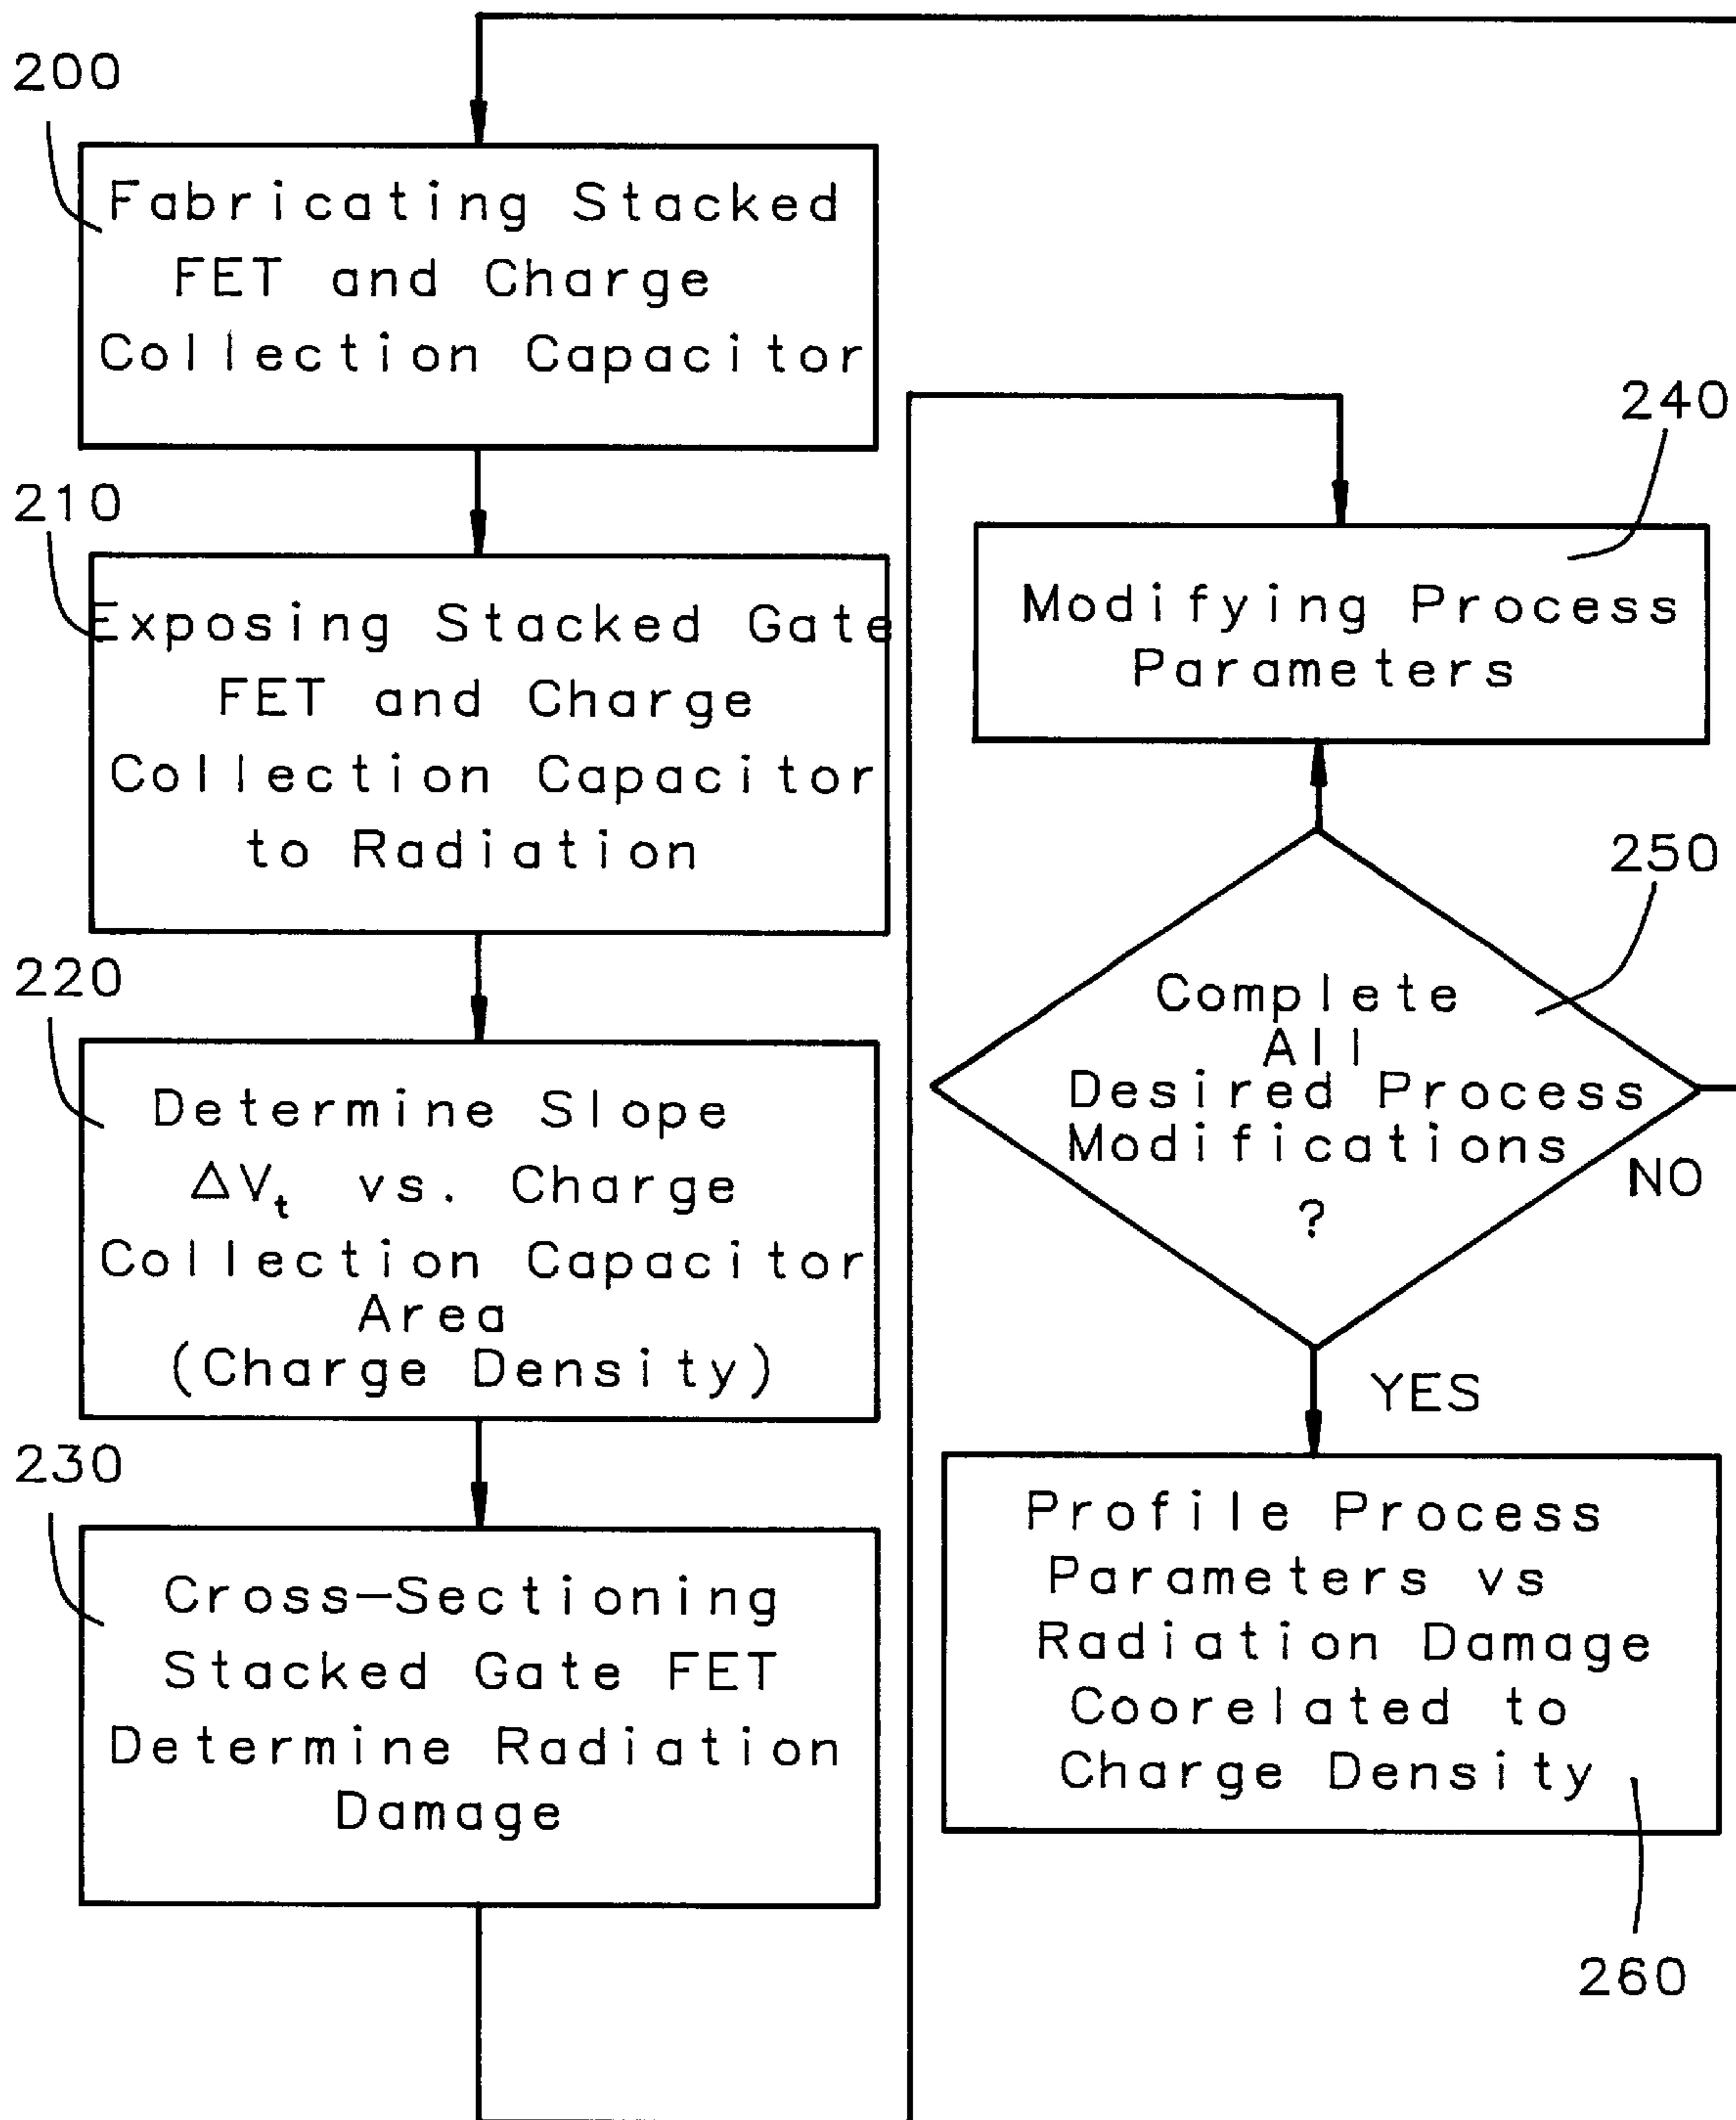 200
Fabricating Stacked
FET and Charge
Collection Capacitor
210
Exposing Stacked Gate
FET and Charge
Collection Capacitor
to Radiation
220
Determine Slope
ΔVt vs. Charge
Collection Capacitor
Area
(Charge Density)
230
Cross-Sectioning
Stacked Gate FET
Determine Radiation
Damage
240
Modifying Process
Parameters
250
Complete
All
Desired Process
Modifications
?
NO
YES
Profile Process
Parameters vs
Radiation Damage
Coorelated to
Charge Density
260